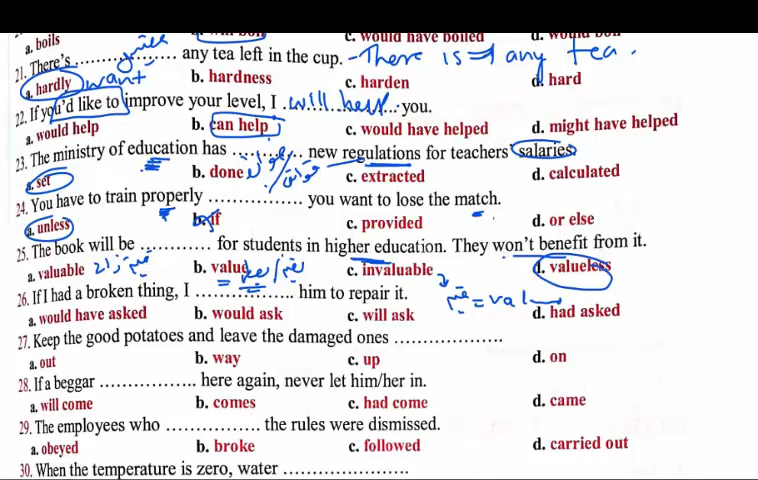 a. boils c. would have boiled
21. There's ........................ any tea left in the cup. - There is any tea.
a. hardly want b. hardness c. harden d. hard
22. If you'd like to improve your level, I .will help. you.
a. would help b. can help c. would have helped d. might have helped
23. The ministry of education has ............... new regulations for teachers' salaries.
a. set b. done c. extracted d. calculated
24. You have to train properly ................. you want to lose the match.
a. unless b. if c. provided d. or else
25. The book will be ............. for students in higher education. They won't benefit from it.
a. valuable b. value c. invaluable d. valueless
26. If I had a broken thing, I ................. him to repair it.
a. would have asked b. would ask c. will ask d. had asked
27. Keep the good potatoes and leave the damaged ones ...................
a. out b. way c. up d. on
28. If a beggar ................. here again, never let him/her in.
a. will come b. comes c. had come d. came
29. The employees who ................ the rules were dismissed.
a. obeyed b. broke c. followed d. carried out
30. When the temperature is zero, water ......................